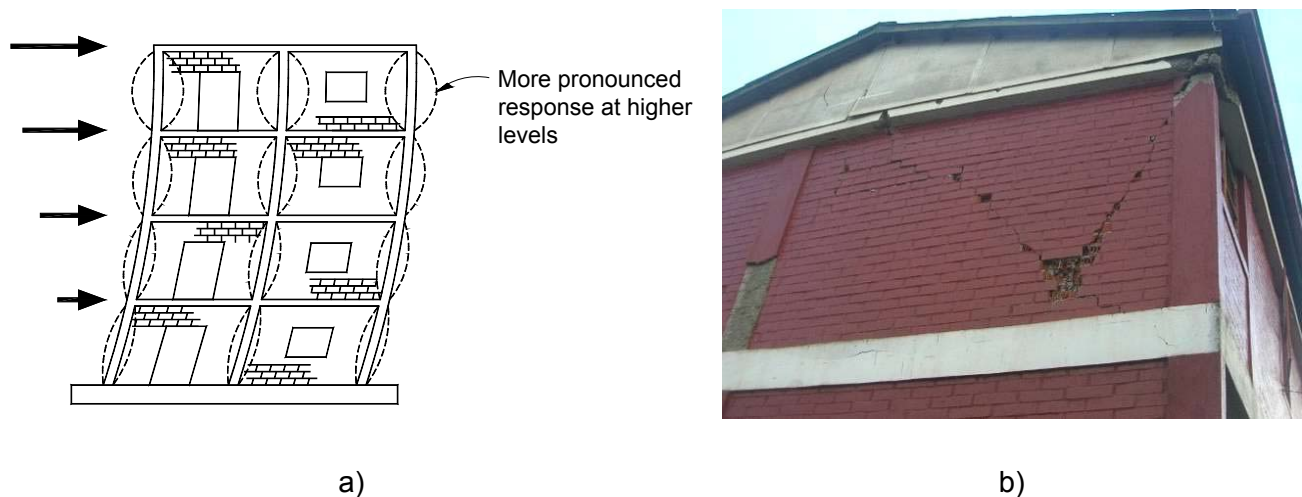 More pronounced
response at higher
levels
a)
b)